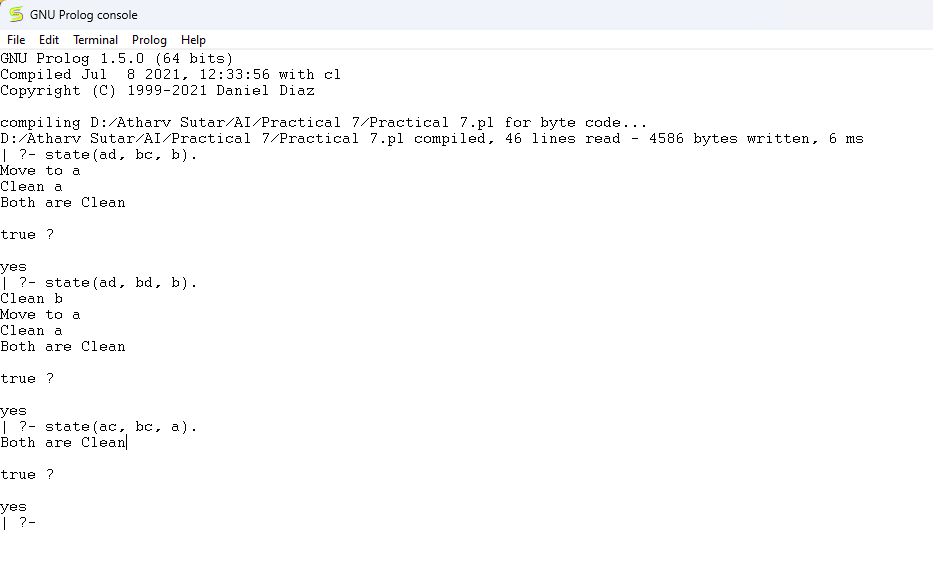 GNU Prolog console
File Edit Terminal Prolog Help
GNU Prolog 1.5.0 (64 bits)
Compiled Jul  8 2021, 12:33:56 with cl
Copyright (C) 1999-2021 Daniel Diaz
compiling D:/Atharv Sutar/AI/Practical 7/Practical 7.pl for byte code...
D:/Atharv Sutar/AI/Practical 7/Practical 7.pl compiled, 46 lines read - 4586 bytes written, 6 ms
| ?- state(ad, bc, b).
Move to a
Clean a
Both are Clean
true ?
yes
| ?- state(ad, bd, b).
Clean b
Move to a
Clean a
Both are Clean
true ?
yes
| ?- state(ac, bc, a).
Both are Clean
true ?
yes
| ?-